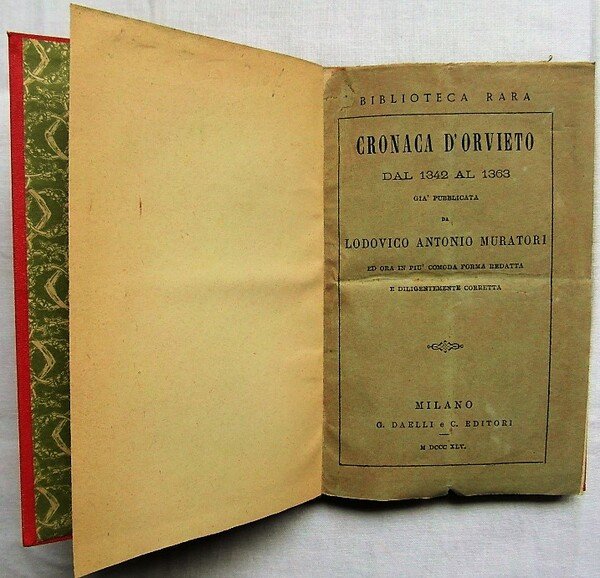 BIBLIOTECA RARA
CRONACA D'ORVIETO
DAL 1342 AL 1363
GIA' PUBBLICATA
DA
LODOVICO ANTONIO MURATORI
ED ORA IN PIU' COMODA FORMA REDATTA
E DILIGENTEMENTE CORRETTA
MILANO
G. DAELLI e C. EDITORI
M DCCC XLV.